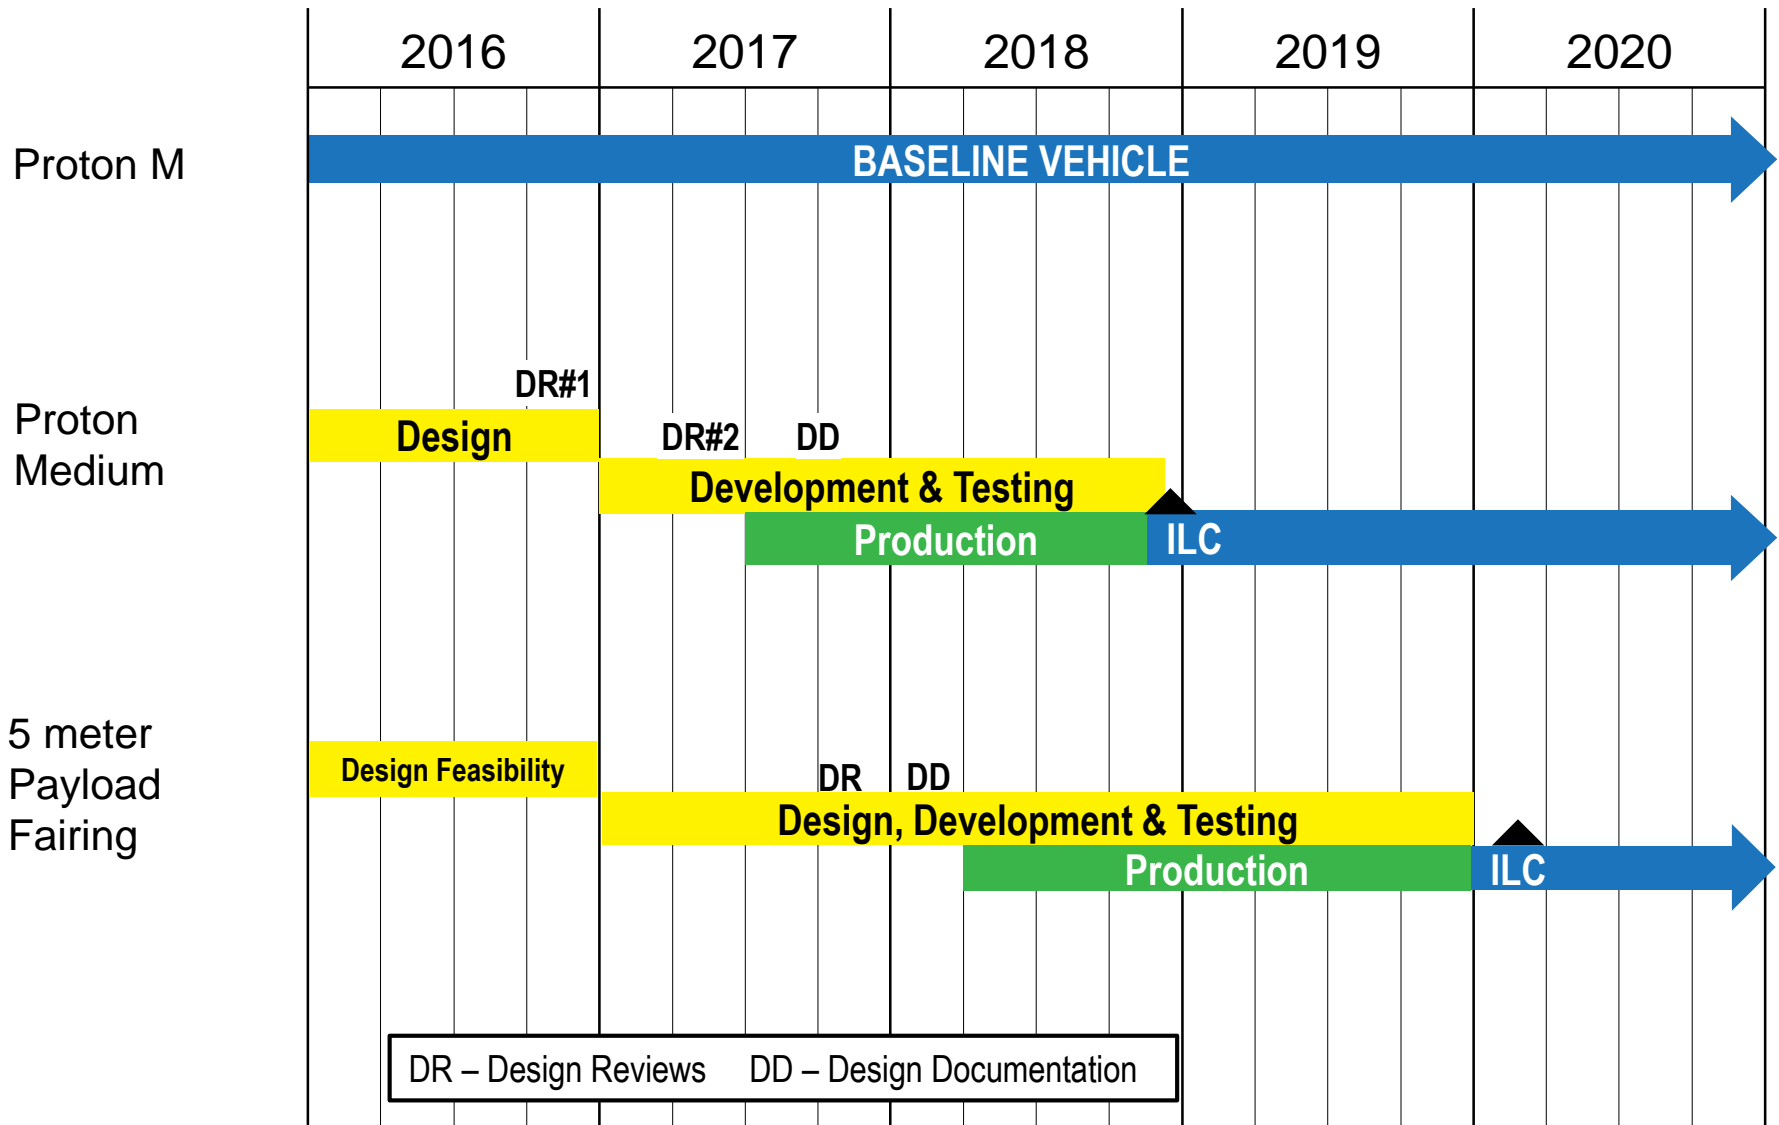 2016 2017 2018 2019 2020
Proton M
BASELINE VEHICLE
DR#1
Proton
Medium
Design
DR#2 DD
Development & Testing
Production ILC
5 meter
Payload
Fairing
Design Feasibility
DR DD
Design, Development & Testing
Production ILC
DR – Design Reviews DD – Design Documentation